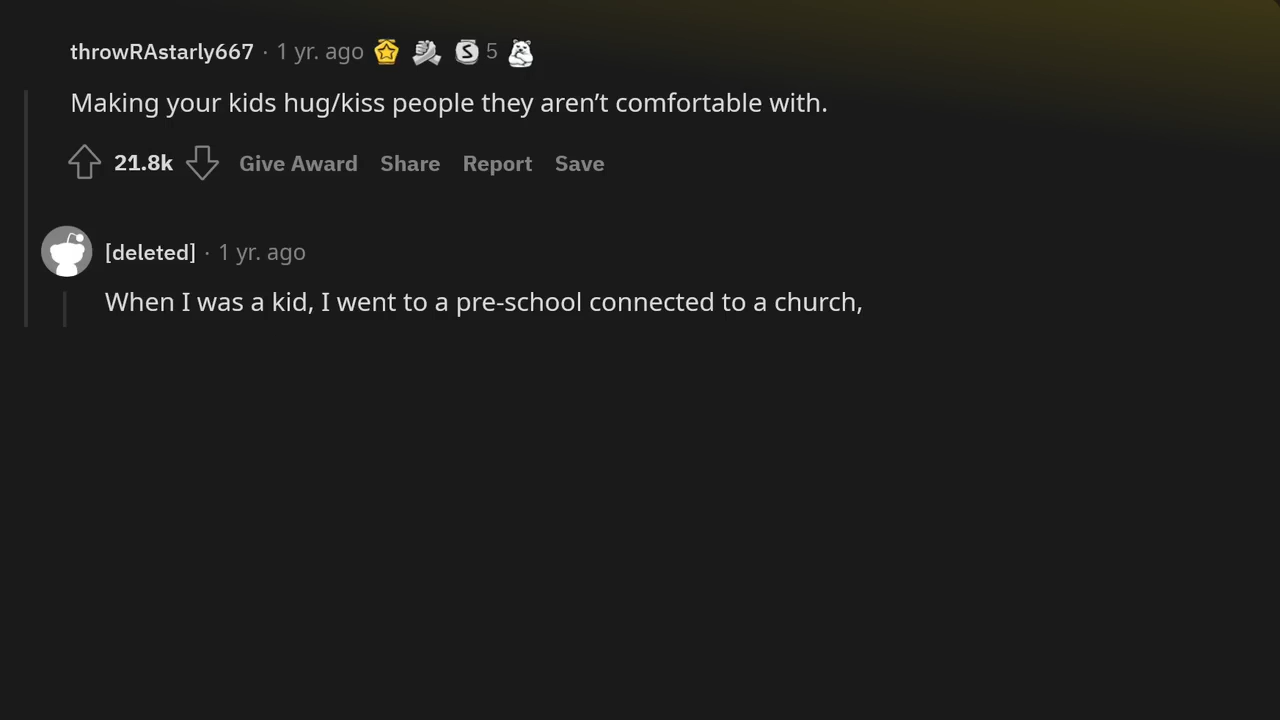 throwRAstarly667 · 1 yr. ago 5
Making your kids hug/kiss people they aren’t comfortable with.
21.8k Give Award Share Report Save
[deleted] · 1 yr. ago
When I was a kid, I went to a pre-school connected to a church,